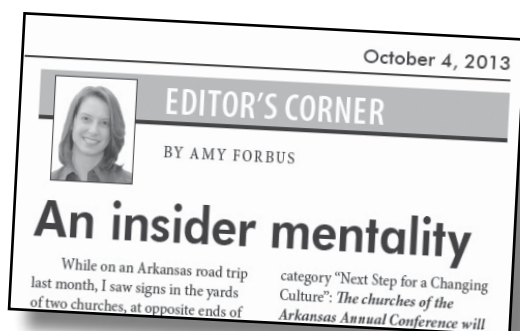 October 4, 2013
EDITOR'S CORNER
BY AMY FORBUS
An insider mentality
While on an Arkansas road trip
last month, I saw signs in the yards
of two churches, at opposite ends of
category “Next Step for a Changing
Culture”: The churches of the
Arkansas Annual Conference will